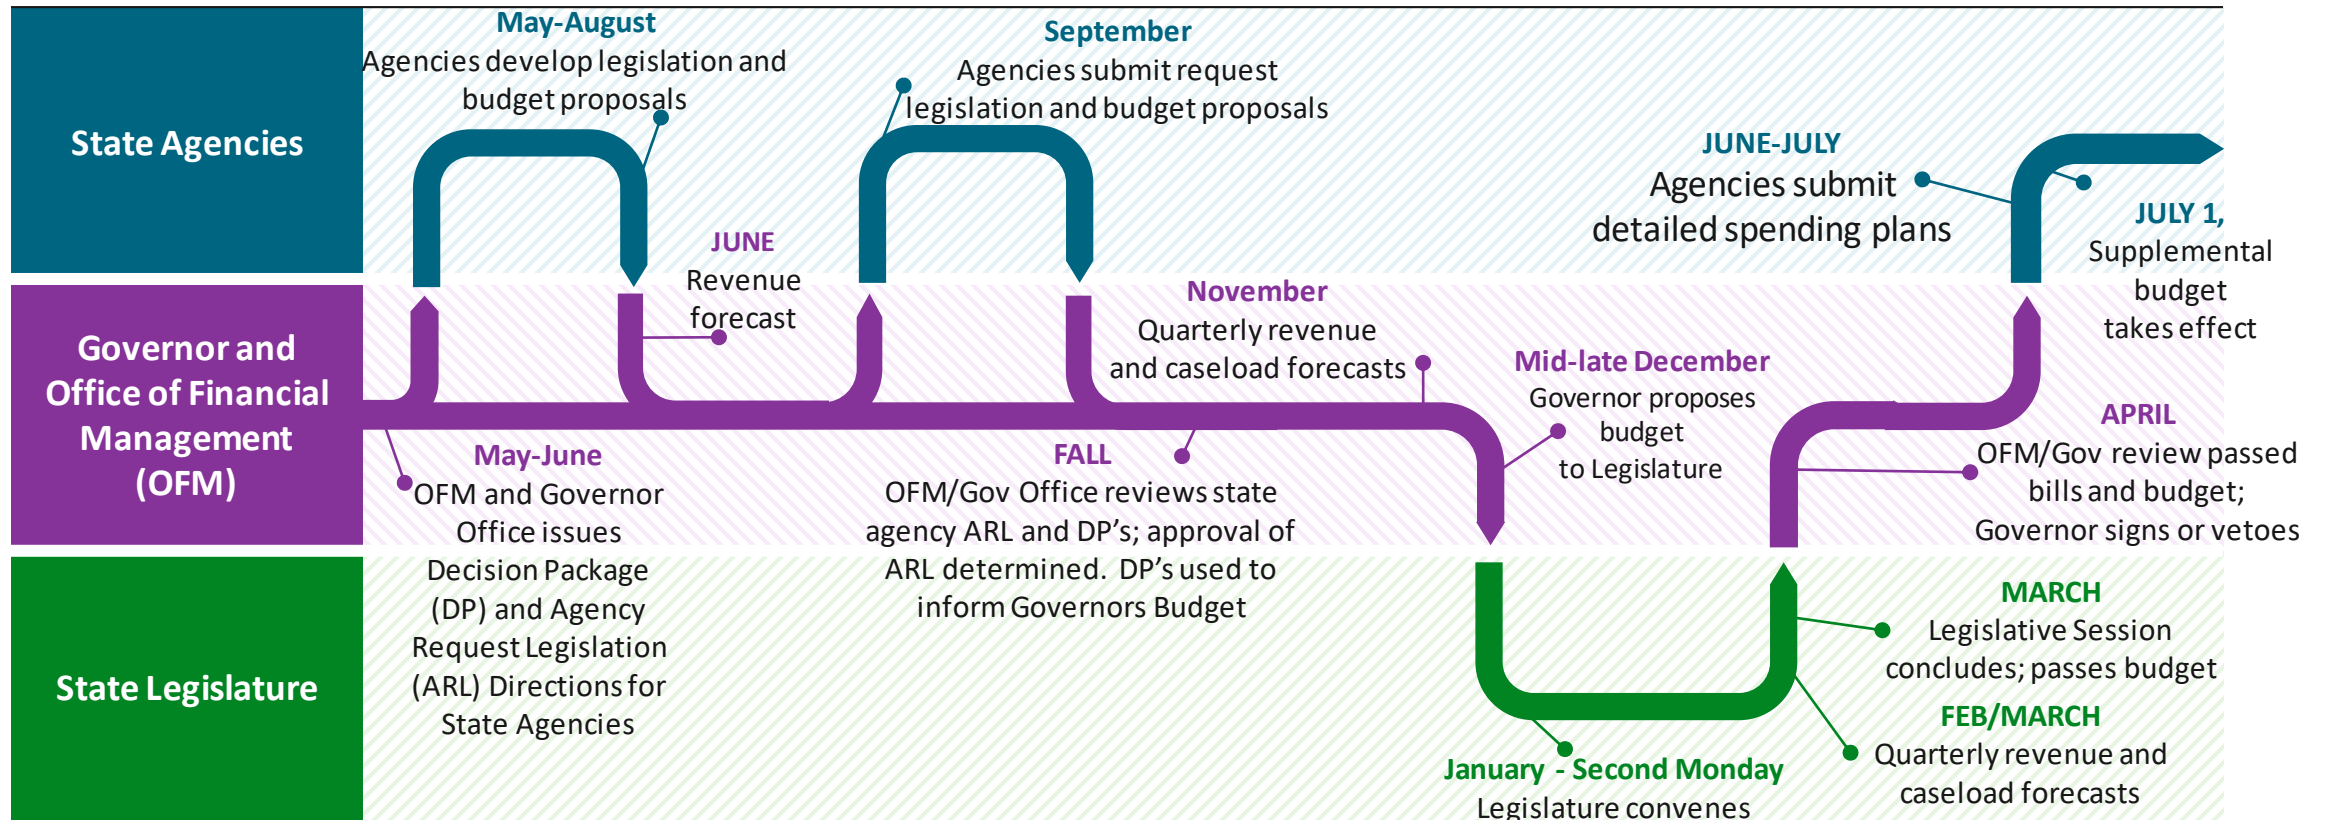 State Agencies
May-August
Agencies develop legislation and
budget proposals
September
Agencies submit request
legislation and budget proposals
JUNE-JULY
Agencies submit
detailed spending plans
JULY 1,
Supplemental
budget
takes effect
Governor and
Office of Financial
Management
(OFM)
May-June
OFM and Governor
Office issues
Decision Package
(DP) and Agency
Request Legislation
(ARL) Directions for
State Agencies
JUNE
Revenue
forecast
FALL
OFM/Gov Office reviews state
agency ARL and DP’s; approval of
ARL determined. DP’s used to
inform Governors Budget
November
Quarterly revenue
and caseload forecasts
Mid-late December
Governor proposes
budget
to Legislature
APRIL
OFM/Gov review passed
bills and budget;
Governor signs or vetoes
State Legislature
January - Second Monday
Legislature convenes
MARCH
Legislative Session
concludes; passes budget
FEB/MARCH
Quarterly revenue and
caseload forecasts